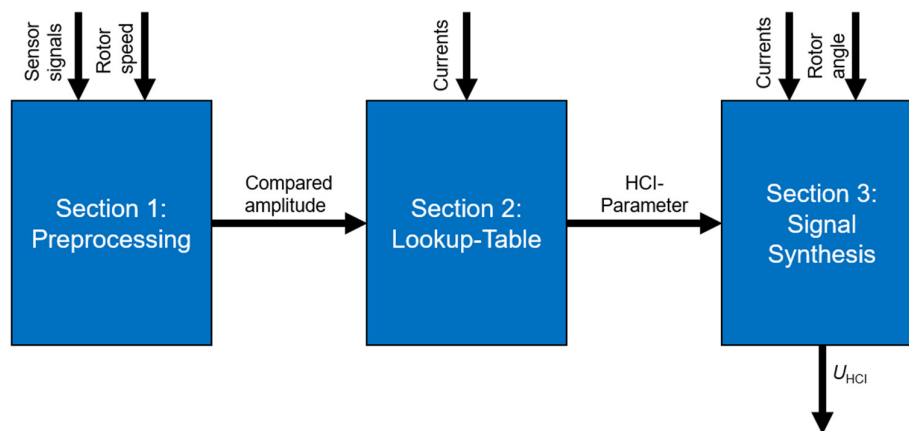 Sensor
signals
Rotor
speed
Currents
Currents
Rotor
angle
Section 1:
Preprocessing
Compared
amplitude
Section 2:
Lookup-Table
HCI-
Parameter
Section 3:
Signal
Synthesis
UHCI